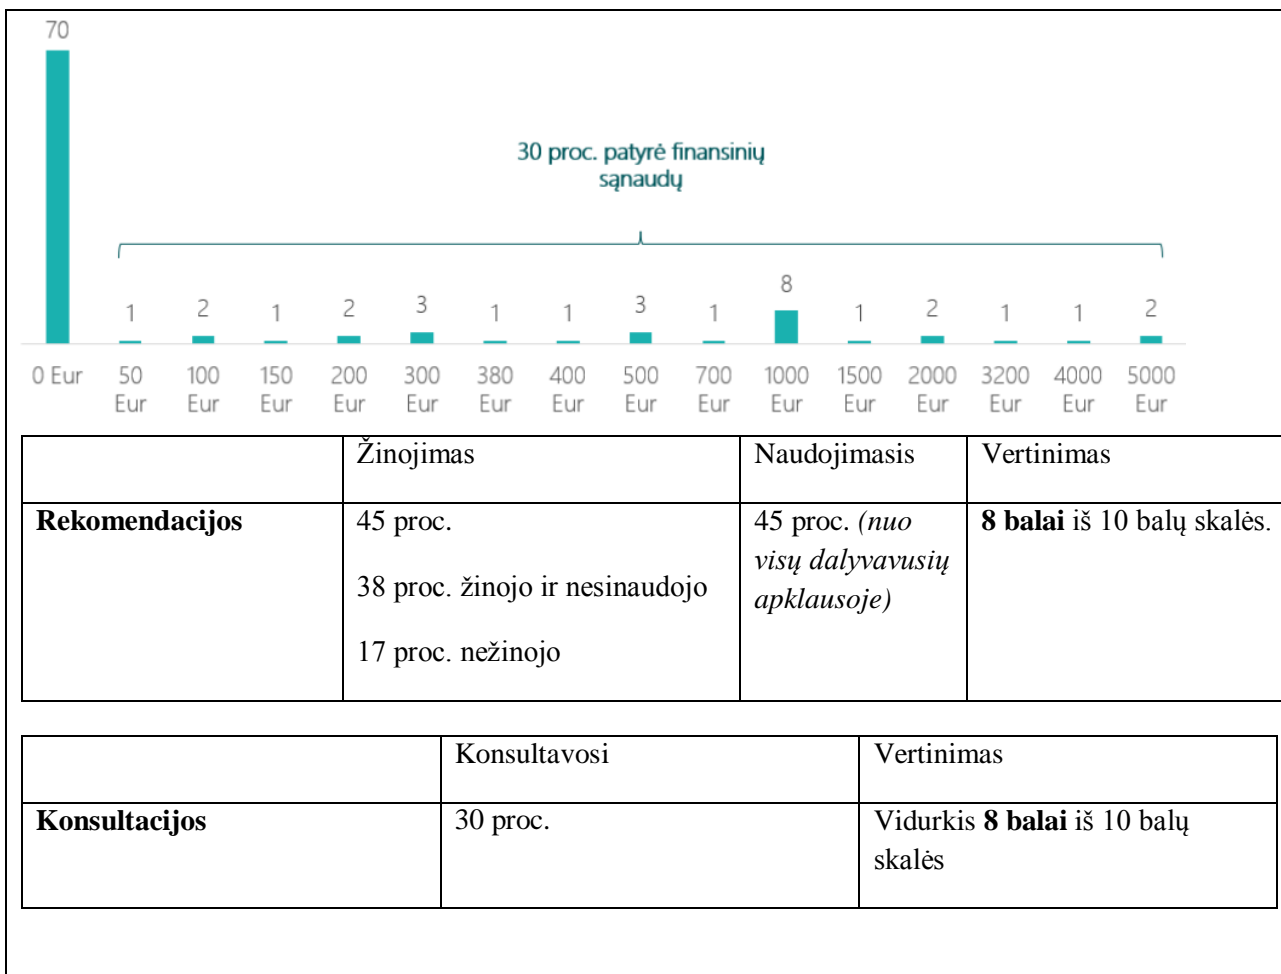 70
30 proc. patyrė finansinių
sąnaudų
1 2 1 2 3 1 1 3 1 8 1 2 1 1 2
0 Eur 50 100 150 200 300 380 400 500 700 1000 1500 2000 3200 4000 5000
Eur Eur Eur Eur Eur Eur Eur Eur Eur Eur Eur Eur Eur Eur Eur
Žinojimas Naudojimasis Vertinimas
Rekomendacijos 45 proc. 45 proc. (nuo 8 balai iš 10 balų skalės.
38 proc. žinojo ir nesinaudojo visų dalyvavusių
apklausoje)
17 proc. nežinojo
Konsultavosi Vertinimas
Konsultacijos 30 proc. Vidurkis 8 balai iš 10 balų
skalės